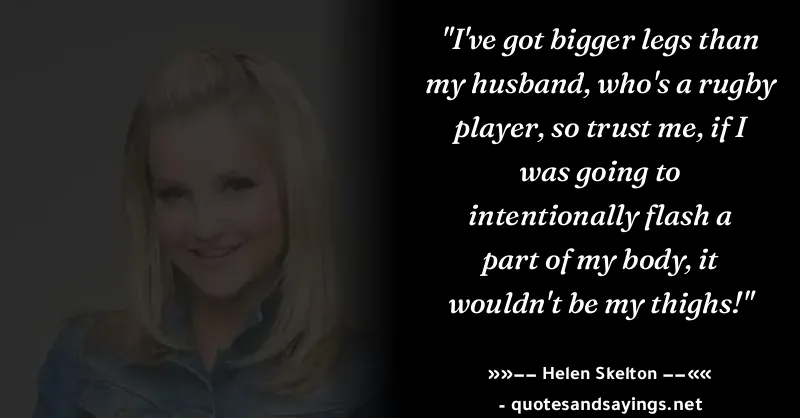 "I've got bigger legs than
my husband, who's a rugby
player, so trust me, if I
was going to
intentionally flash a
part of my body, it
wouldn't be my thighs!"
»»–– Helen Skelton ––««
- quotesandsayings.net